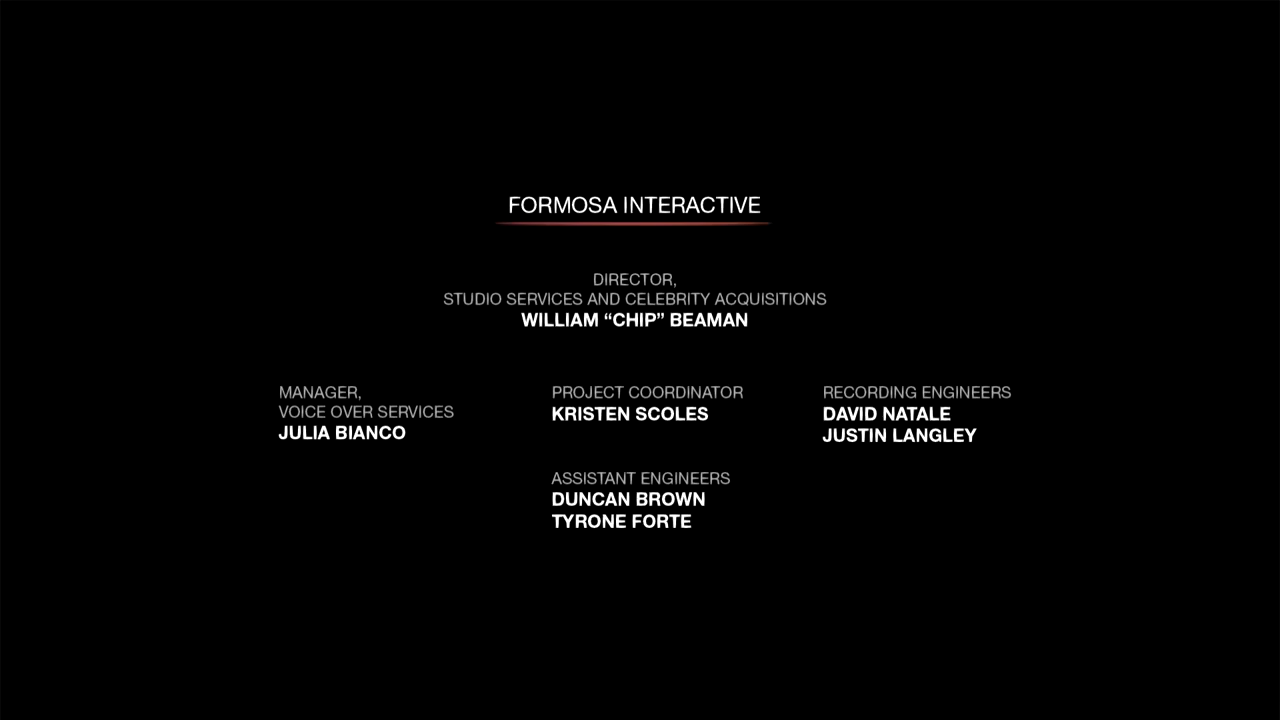 FORMOSA INTERACTIVE
DIRECTOR,
STUDIO SERVICES AND CELEBRITY ACQUISITIONS
WILLIAM “CHIP” BEAMAN
MANAGER,
VOICE OVER SERVICES
JULIA BIANCO
PROJECT COORDINATOR
KRISTEN SCOLES
RECORDING ENGINEERS
DAVID NATALE
JUSTIN LANGLEY
ASSISTANT ENGINEERS
DUNCAN BROWN
TYRONE FORTE